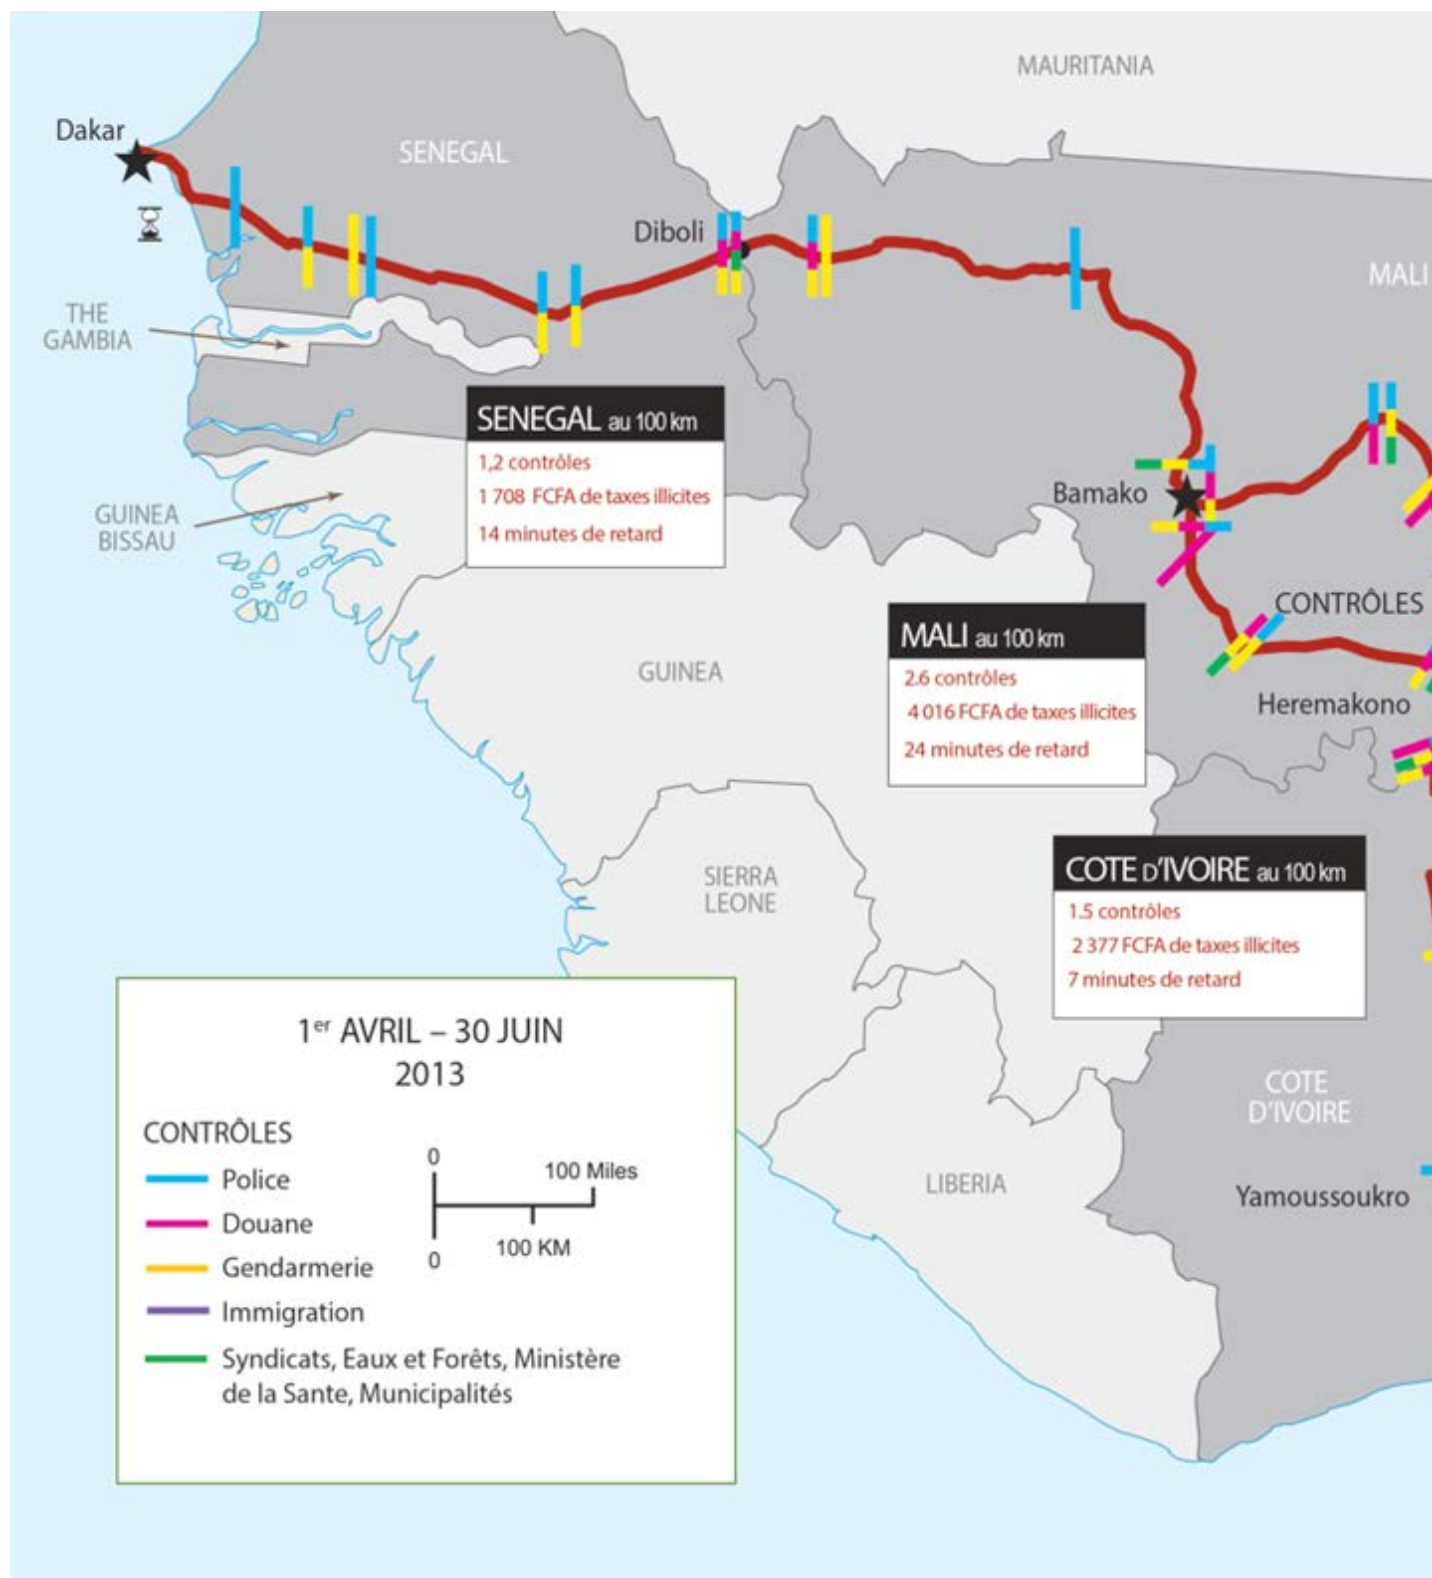 MAURITANIA
Dakar
SENEGAL
Diboli
MALI
THE
GAMBIA
SENEGAL au 100 km
1,2 contrôles
1 708 FCFA de taxes illicites
14 minutes de retard
Bamako
GUINEA
BISSAU
CONTRÔLES
MALI au 100 km
2.6 contrôles
4 016 FCFA de taxes illicites
24 minutes de retard
GUINEA
Heremakono
COTE D'IVOIRE au 100 km
1.5 contrôles
2 377 FCFA de taxes illicites
7 minutes de retard
SIERRA
LEONE
1er AVRIL – 30 JUIN
2013
CONTRÔLES
Police
Douane
Gendarmerie
Immigration
Syndicats, Eaux et Forêts, Ministère
de la Sante, Municipalités
0
100 Miles
0
100 KM
COTE
D'IVOIRE
LIBERIA
Yamoussoukro